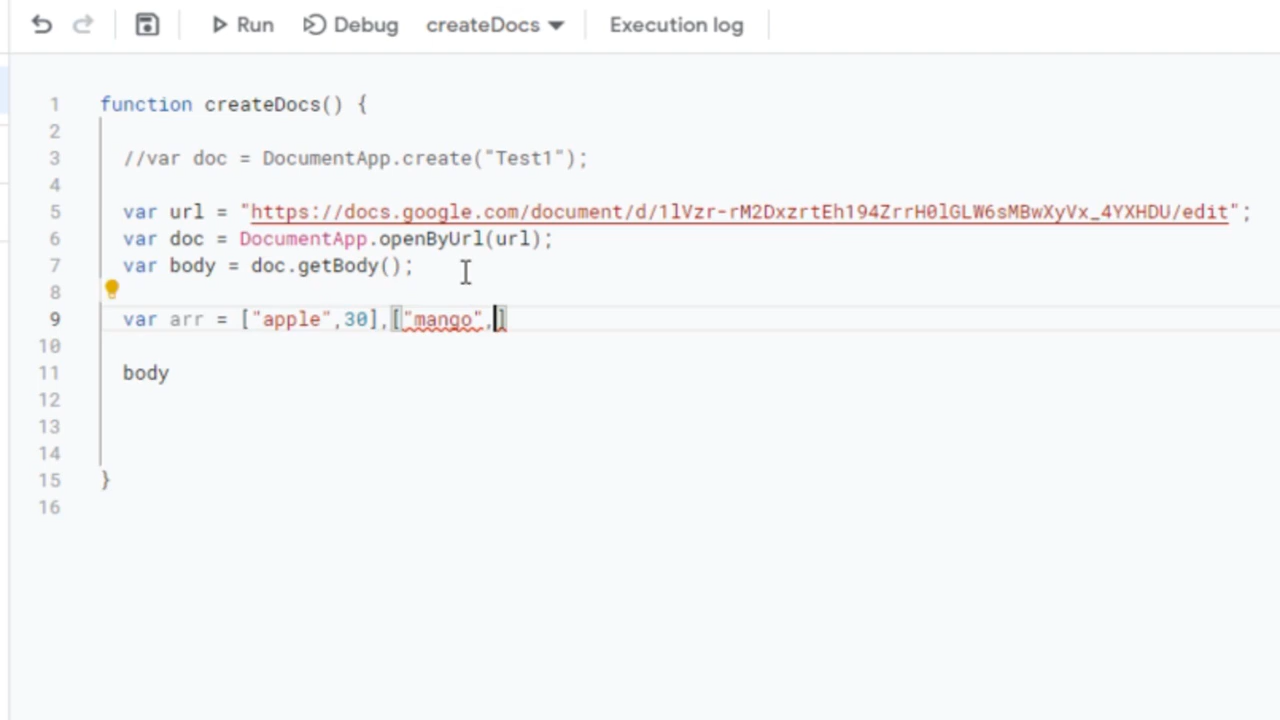 Run Debug createDocs Execution log
1 function createDocs() {
2
3 //var doc = DocumentApp.create("Test1");
4
5 var url = "https://docs.google.com/document/d/1lVzr-rM2DxzrtEh194ZrrH0lGLW6sMBwXyVx_4YXHDU/edit";
6 var doc = DocumentApp.openByUrl(url);
7 var body = doc.getBody();
8
9 var arr = ["apple",30],["mango",]
10
11 body
12
13
14
15 }
16